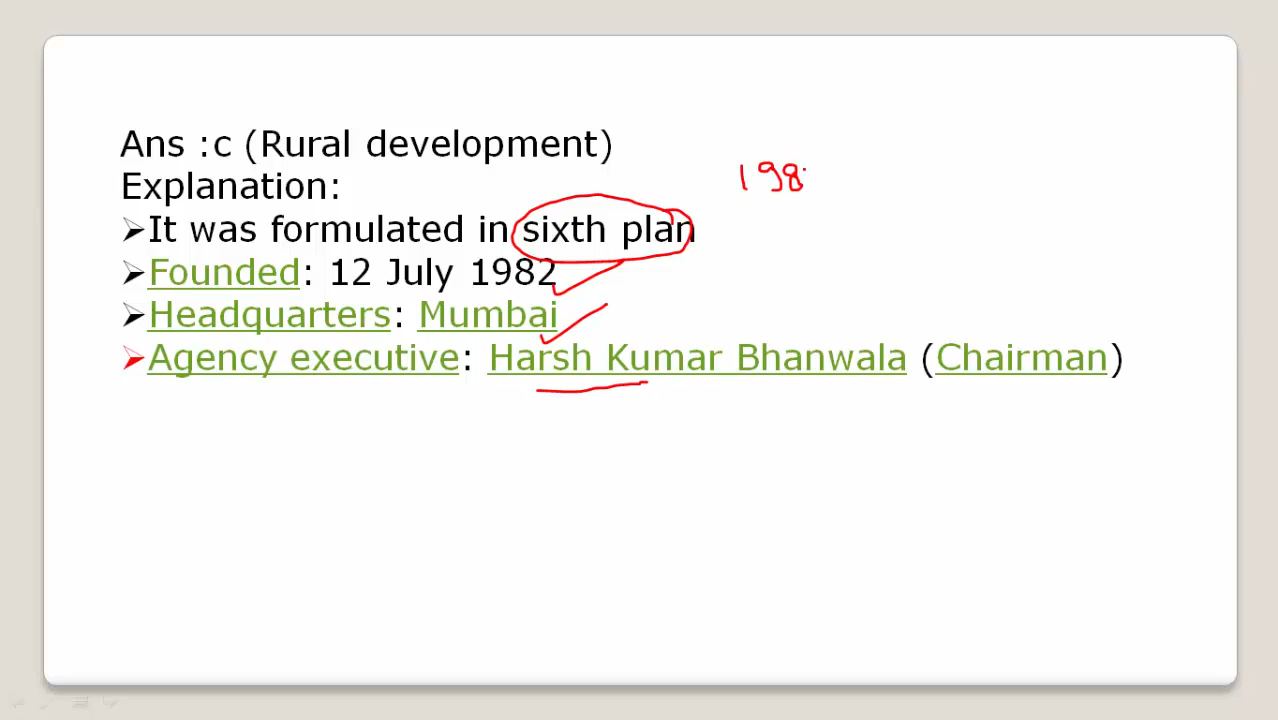 Ans :c (Rural development)
198
Explanation:
➢It was formulated in sixth plan
➢Founded: 12 July 1982
➢Headquarters: Mumbai
➢Agency executive: Harsh Kumar Bhanwala (Chairman)